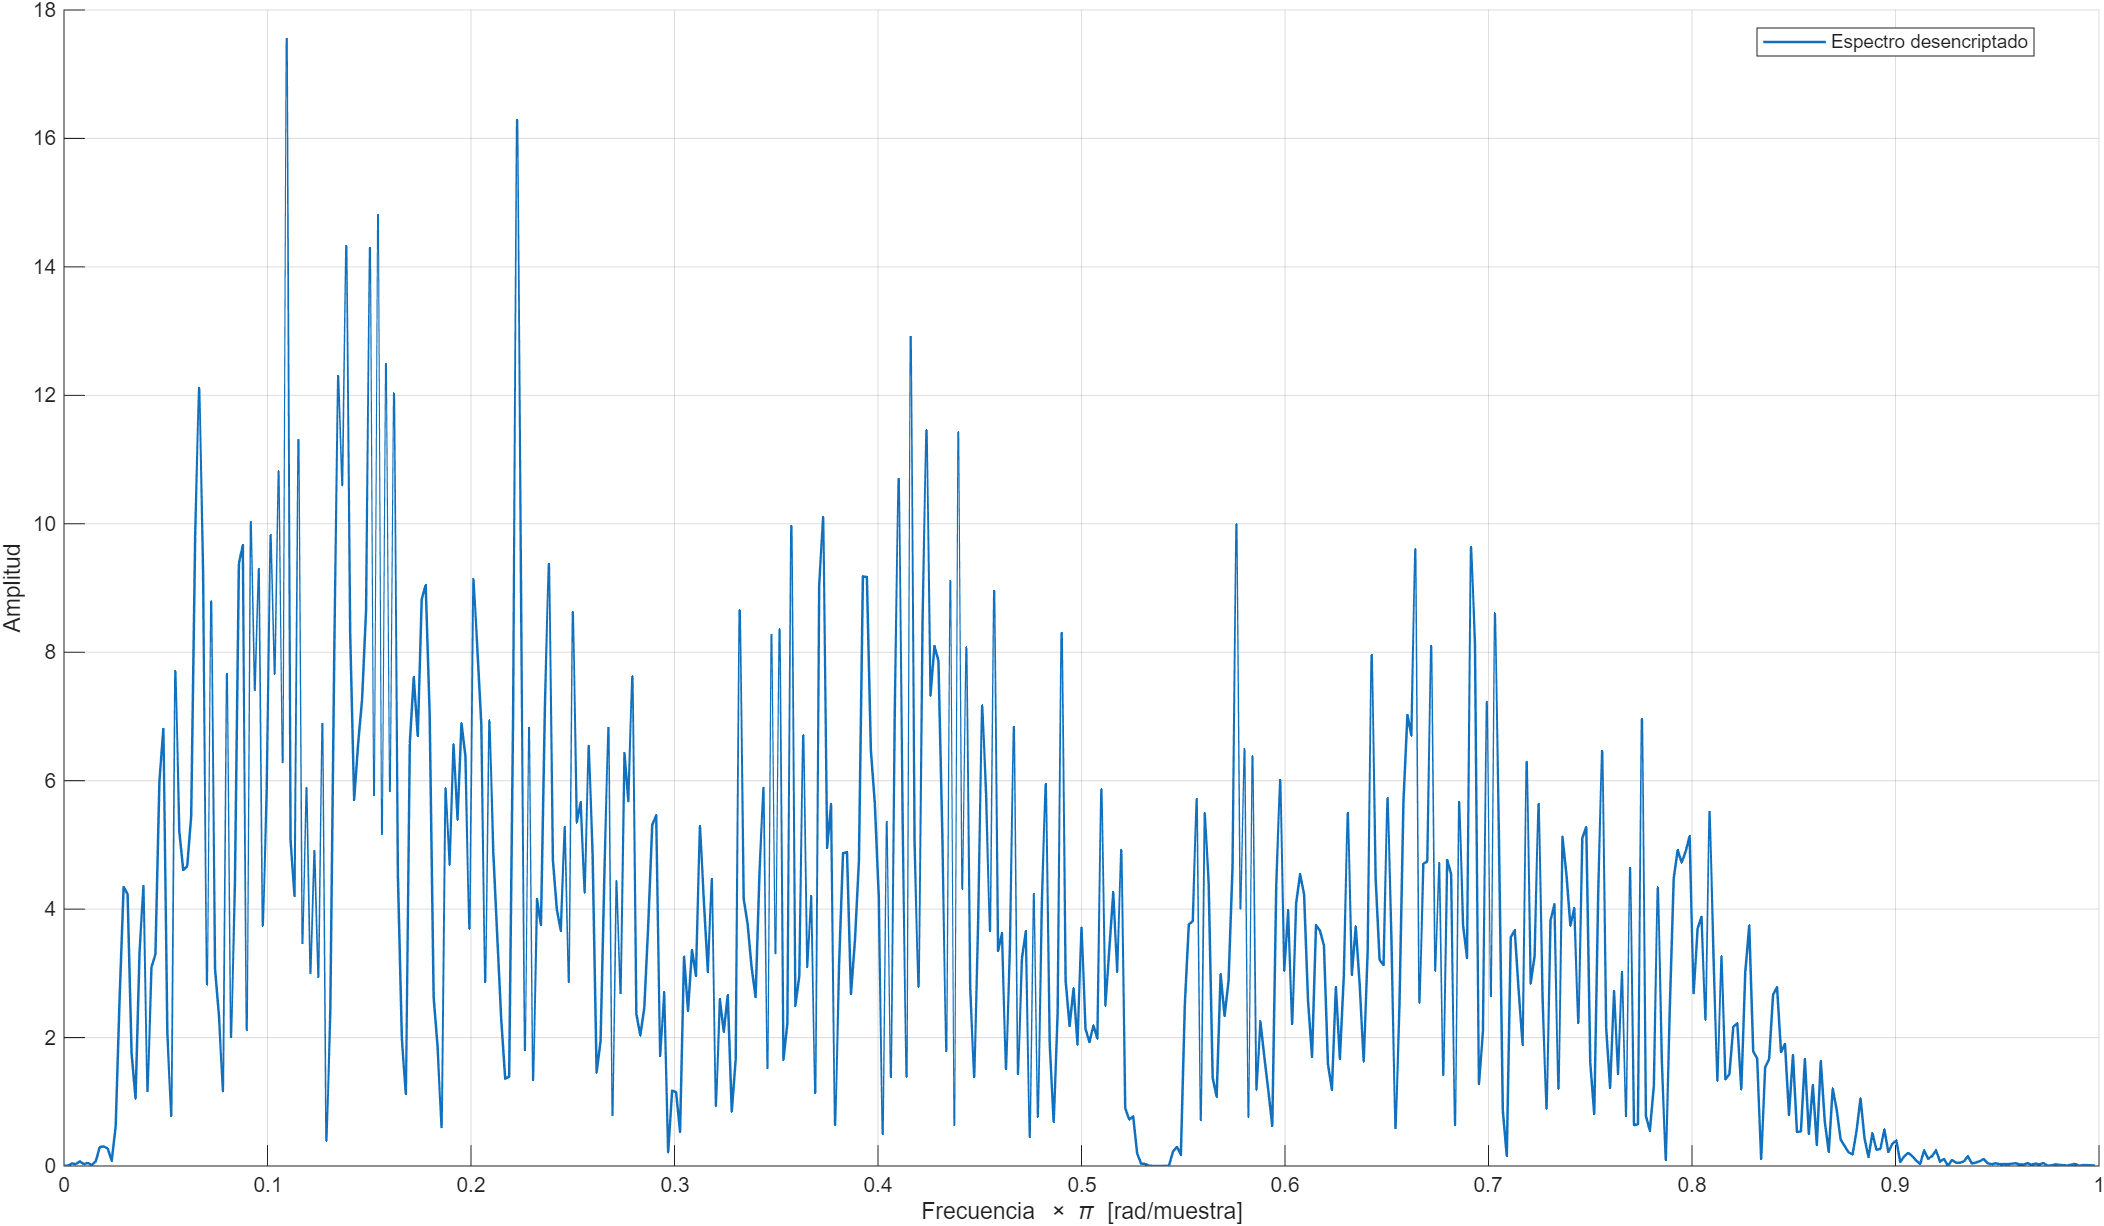 Espectro desencriptado
18
16
14
12
10
8
6
4
2
0
Amplitud
0 0.1 0.2 0.3 0.4 0.5 0.6 0.7 0.8 0.9 1
Frecuencia × π [rad/muestra]